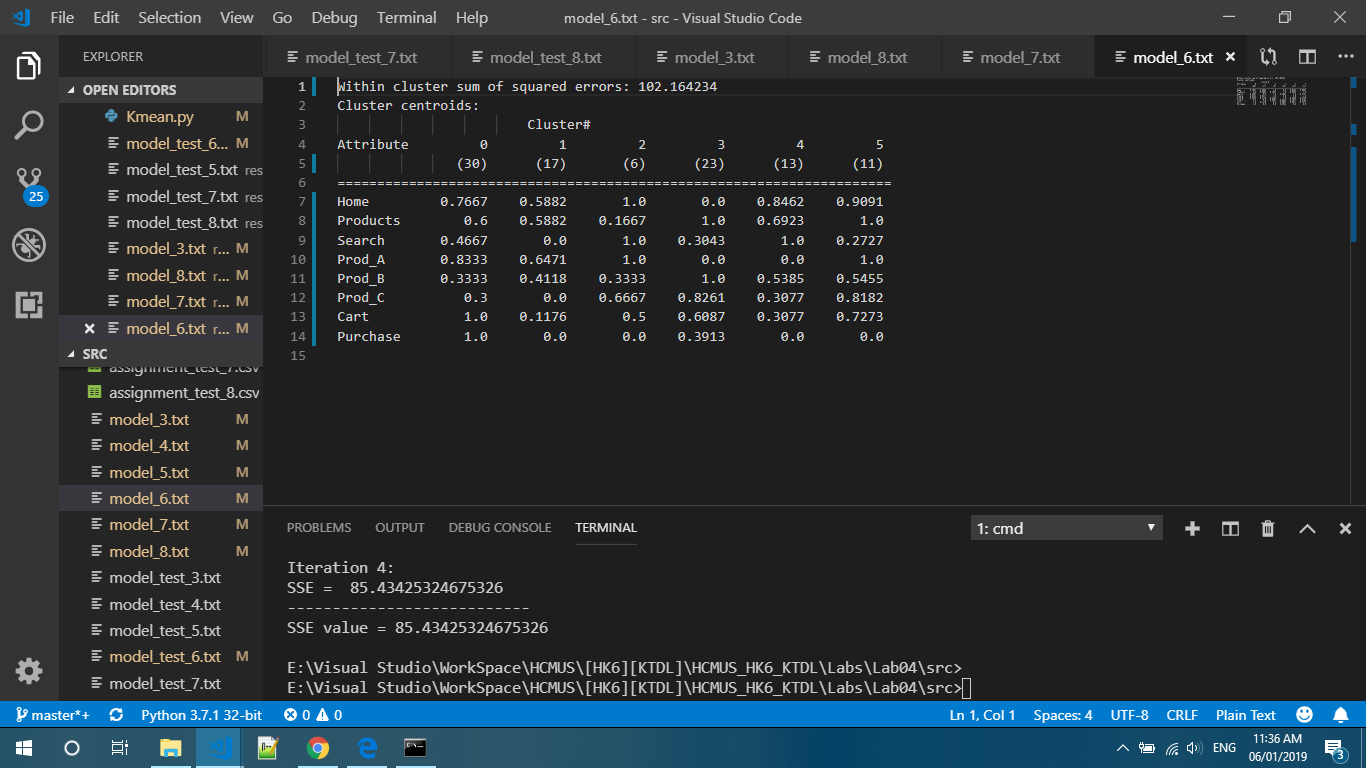 File Edit Selection View Go Debug Terminal Help model_6.txt - src - Visual Studio Code
EXPLORER
OPEN EDITORS
Kmean.py M
model_test_6... M
model_test_5.txt res
model_test_7.txt res
model_test_8.txt res
model_3.txt r... M
model_8.txt r... M
model_7.txt r... M
model_6.txt r... M
SRC
assignment_test_7.csv
assignment_test_8.csv
model_3.txt M
model_4.txt M
model_5.txt M
model_6.txt M
model_7.txt M
model_8.txt M
model_test_3.txt
model_test_4.txt
model_test_5.txt
model_test_6.txt M
model_test_7.txt
25
model_test_7.txt model_test_8.txt model_3.txt model_8.txt model_7.txt model_6.txt
1 Within cluster sum of squared errors: 102.164234
2 Cluster centroids:
3 Cluster#
4 Attribute 0 1 2 3 4 5
5 (30) (17) (6) (23) (13) (11)
6 ======================================================================
7 Home 0.7667 0.5882 1.0 0.0 0.8462 0.9091
8 Products 0.6 0.5882 0.1667 1.0 0.6923 1.0
9 Search 0.4667 0.0 1.0 0.3043 1.0 0.2727
10 Prod_A 0.8333 0.6471 1.0 0.0 0.0 1.0
11 Prod_B 0.3333 0.4118 0.3333 1.0 0.5385 0.5455
12 Prod_C 0.3 0.0 0.6667 0.8261 0.3077 0.8182
13 Cart 1.0 0.1176 0.5 0.6087 0.3077 0.7273
14 Purchase 1.0 0.0 0.0 0.3913 0.0 0.0
15
PROBLEMS OUTPUT DEBUG CONSOLE TERMINAL 1: cmd
Iteration 4:
SSE =  85.43425324675326
---------------------------
SSE value = 85.43425324675326
E:\Visual Studio\WorkSpace\HCMUS\[HK6][KTDL]\HCMUS_HK6_KTDL\Labs\Lab04\src>
E:\Visual Studio\WorkSpace\HCMUS\[HK6][KTDL]\HCMUS_HK6_KTDL\Labs\Lab04\src>
master*+ Python 3.7.1 32-bit 0 0 Ln 1, Col 1 Spaces: 4 UTF-8 CRLF Plain Text
ENG 11:36 AM
06/01/2019 3